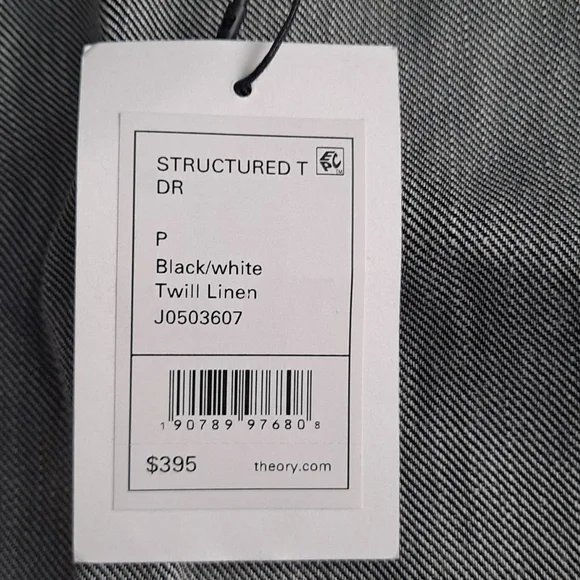 STRUCTURED T
DR
P
Black/white
Twill Linen
J0503607
1 90789 97680 8
$395 theory.com